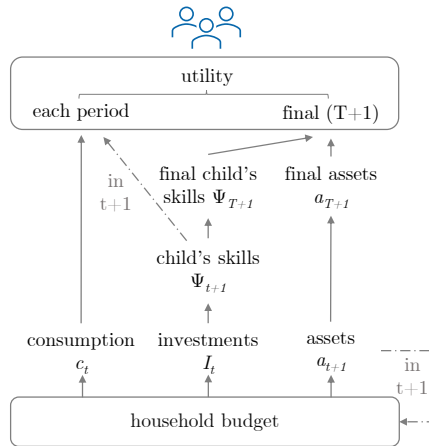 utility
each period
final (T+1)
final child's
skills Ψ_{T+1}
final assets
a_{T+1}
in
t+1
child's skills
Ψ_{t+1}
consumption
c_t
investments
I_t
assets
a_{t+1}
in
t+1
household budget